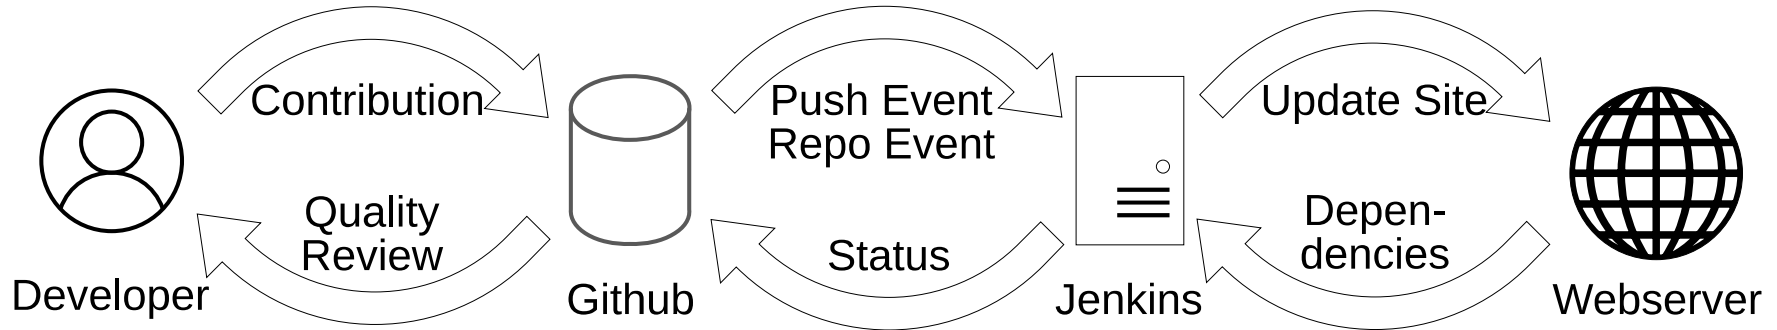 Contribution
Push Event
Repo Event
Update Site
Quality
Review
Status
Depen-
dencies
Developer
Github
Jenkins
Webserver